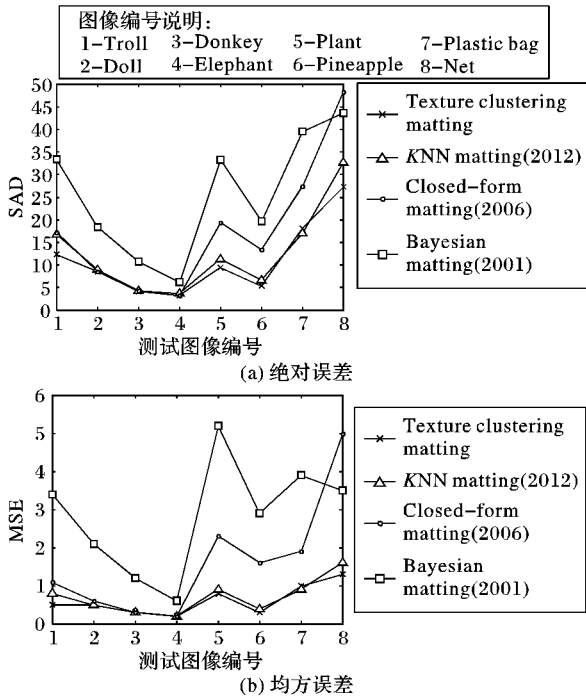 图像编号说明：
1-Troll 3-Donkey 5-Plant 7-Plastic bag
2-Doll 4-Elephant 6-Pineapple 8-Net
50
45
40
35
30
25
20
15
10
5
0
SAD
1 2 3 4 5 6 7 8
测试图像编号
Texture clustering
matting
KNN matting(2012)
Closed-form
matting(2006)
Bayesian
matting(2001)
(a) 绝对误差
6
5
4
3
2
1
0
MSE
1 2 3 4 5 6 7 8
测试图像编号
Texture clustering
matting
KNN matting(2012)
Closed-form
matting(2006)
Bayesian
matting(2001)
(b) 均方误差